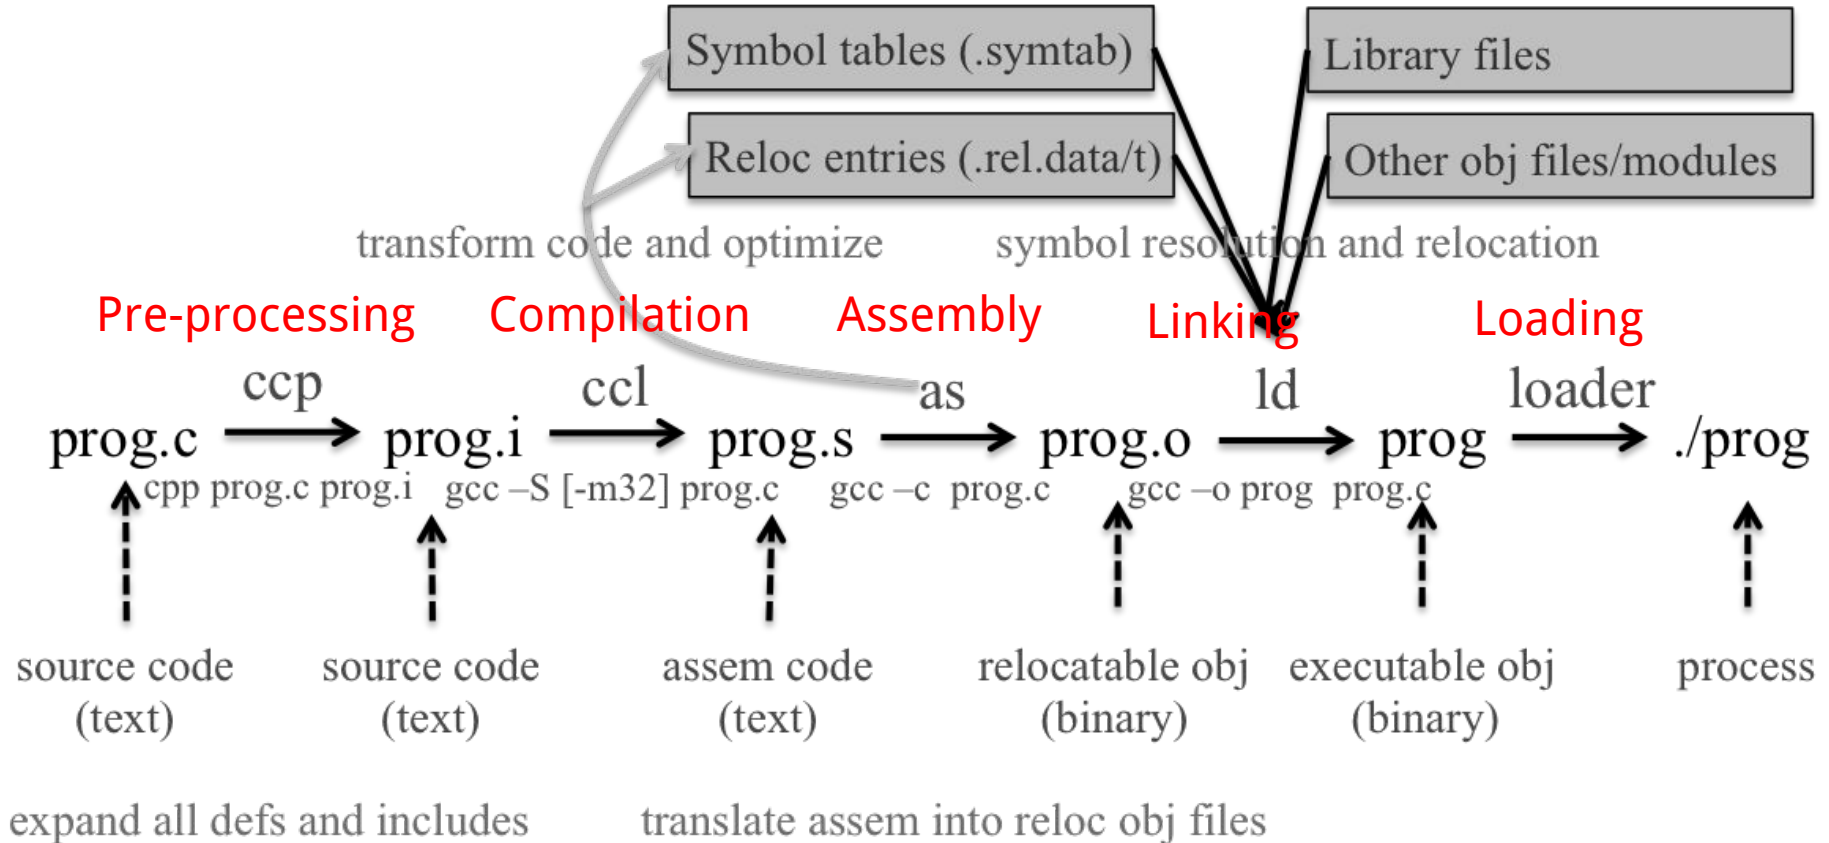 Symbol tables (.symtab)
Library files
Reloc entries (.rel.data/t)
Other obj files/modules
transform code and optimize
symbol resolution and relocation
Pre-processing
Compilation
Assembly
Linking
Loading
ccp
ccl
as
ld
loader
prog.c
prog.i
prog.s
prog.o
prog
./prog
cpp prog.c prog.i
gcc –S [-m32] prog.c
gcc –c prog.c
gcc –o prog prog.c
source code
(text)
source code
(text)
assem code
(text)
relocatable obj
(binary)
executable obj
(binary)
process
expand all defs and includes
translate assem into reloc obj files